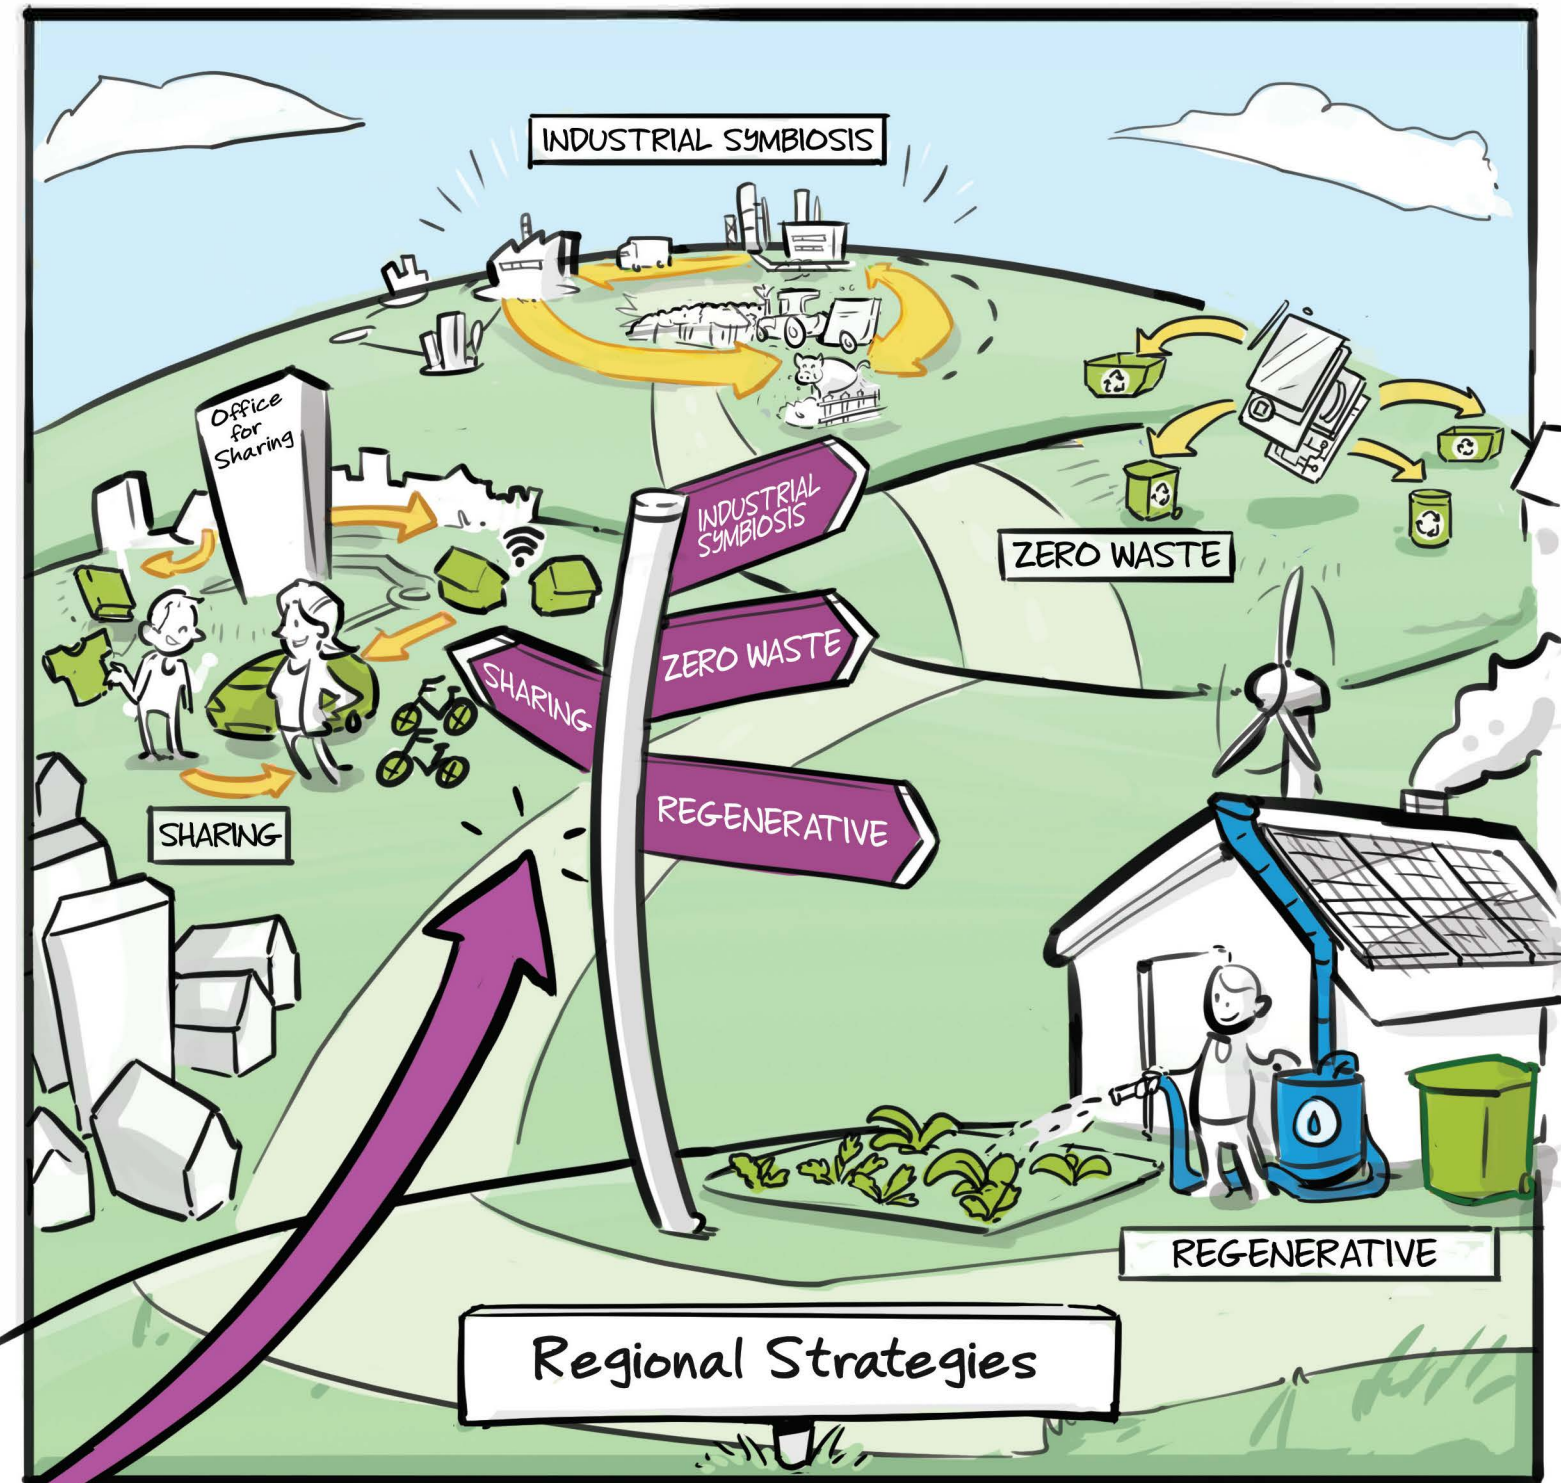 INDUSTRIAL SYMBIOSIS
Office
for
Sharing
INDUSTRIAL
SYMBIOSIS
ZERO WASTE
ZERO WASTE
SHARING
SHARING
REGENERATIVE
REGENERATIVE
Regional Strategies